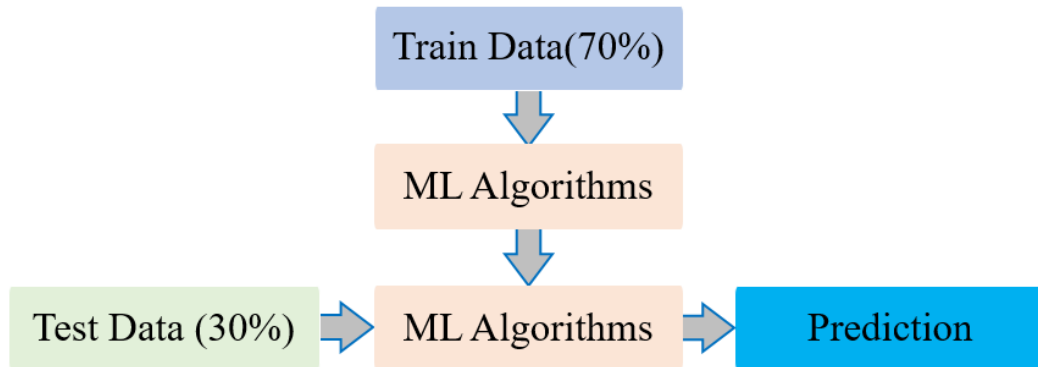 Train Data(70%)
ML Algorithms
Test Data (30%)
ML Algorithms
Prediction